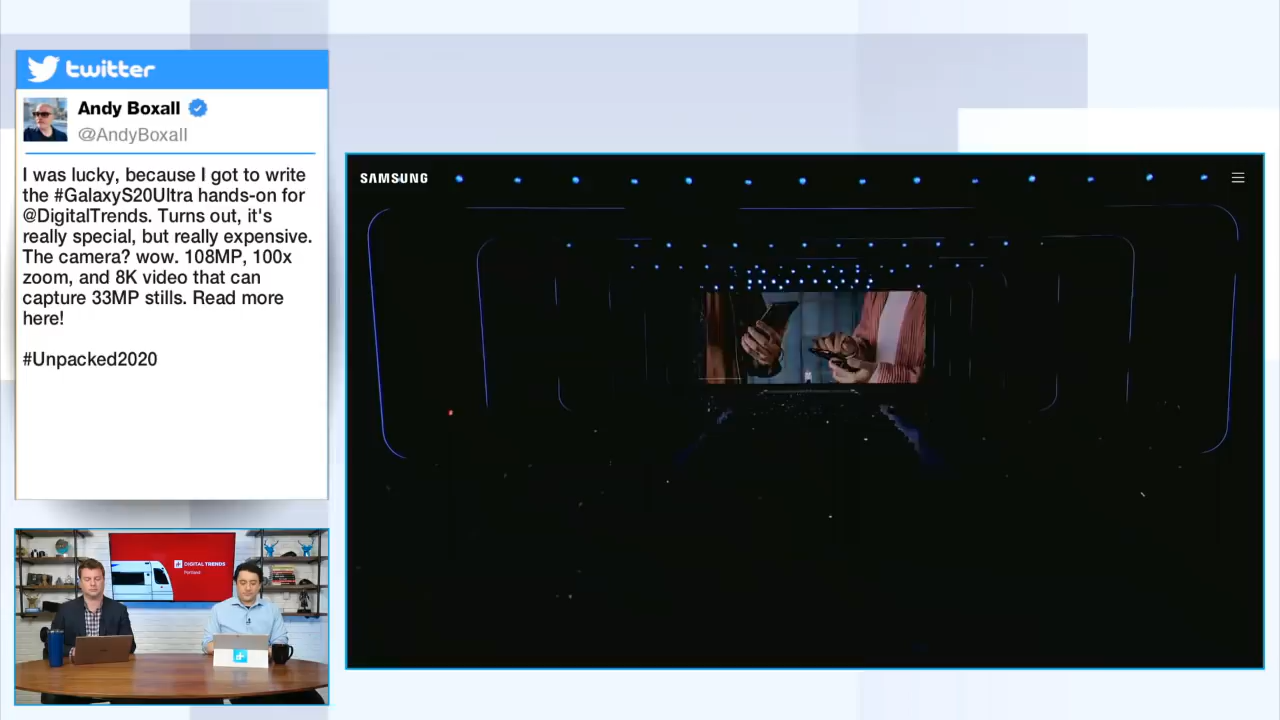 twitter
Andy Boxall
@AndyBoxall
I was lucky, because I got to write
the #GalaxyS20Ultra hands-on for
@DigitalTrends. Turns out, it's
really special, but really expensive.
The camera? wow. 108MP, 100x
zoom, and 8K video that can
capture 33MP stills. Read more
here!
#Unpacked2020
SAMSUNG
DIGITAL TRENDS
Portland